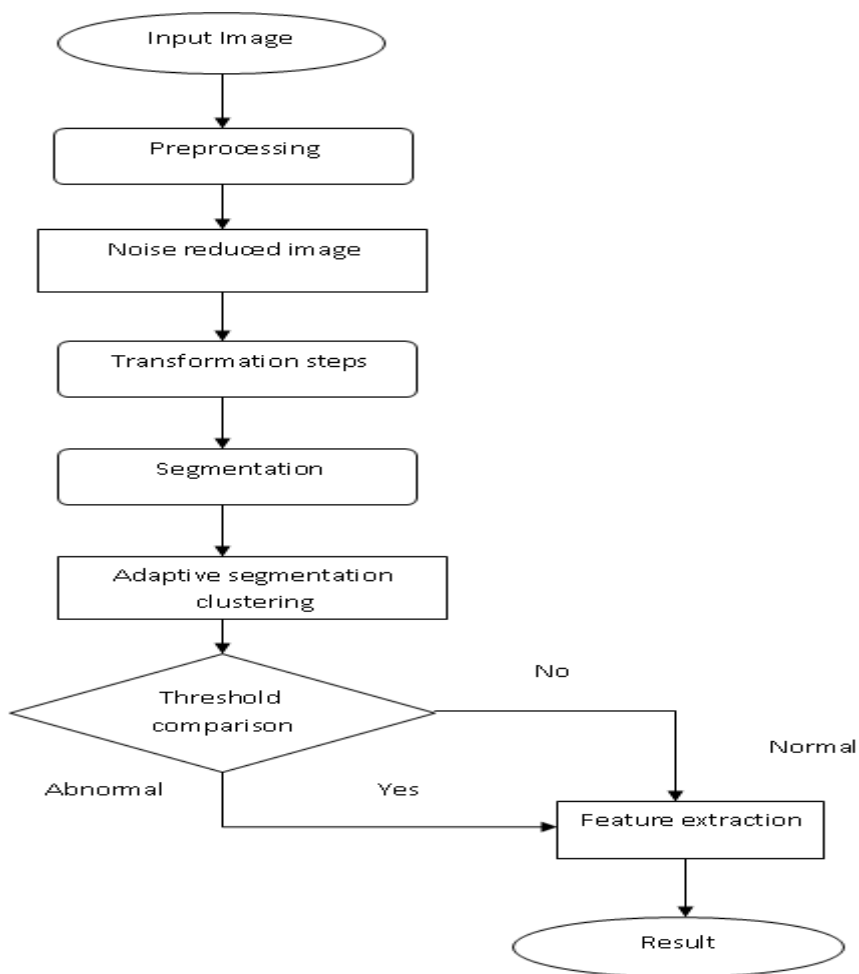 Input Image
Preprocessing
Noise reduced image
Transformation steps
Segmentation
Adaptive segmentation
clustering
Threshold
comparison
No
Normal
Abnormal
Yes
Feature extraction
Result